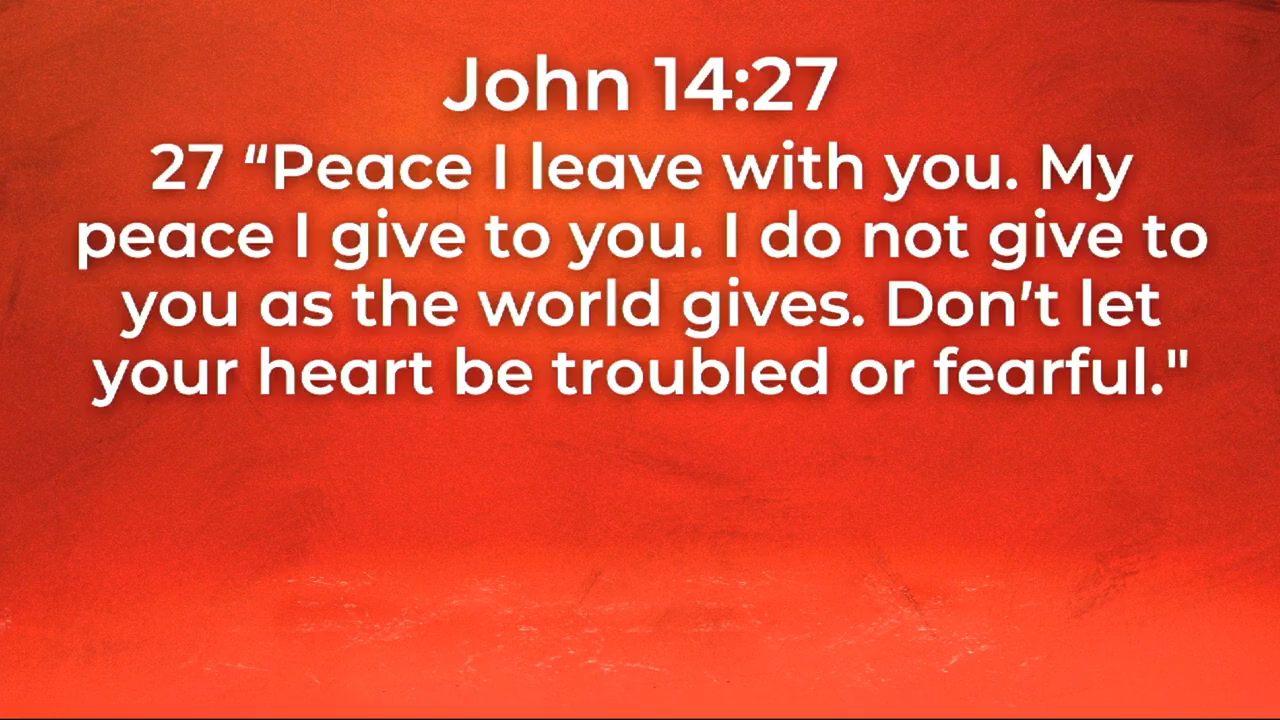 John 14:27
27 “Peace I leave with you. My
peace I give to you. I do not give to
you as the world gives. Don’t let
your heart be troubled or fearful."